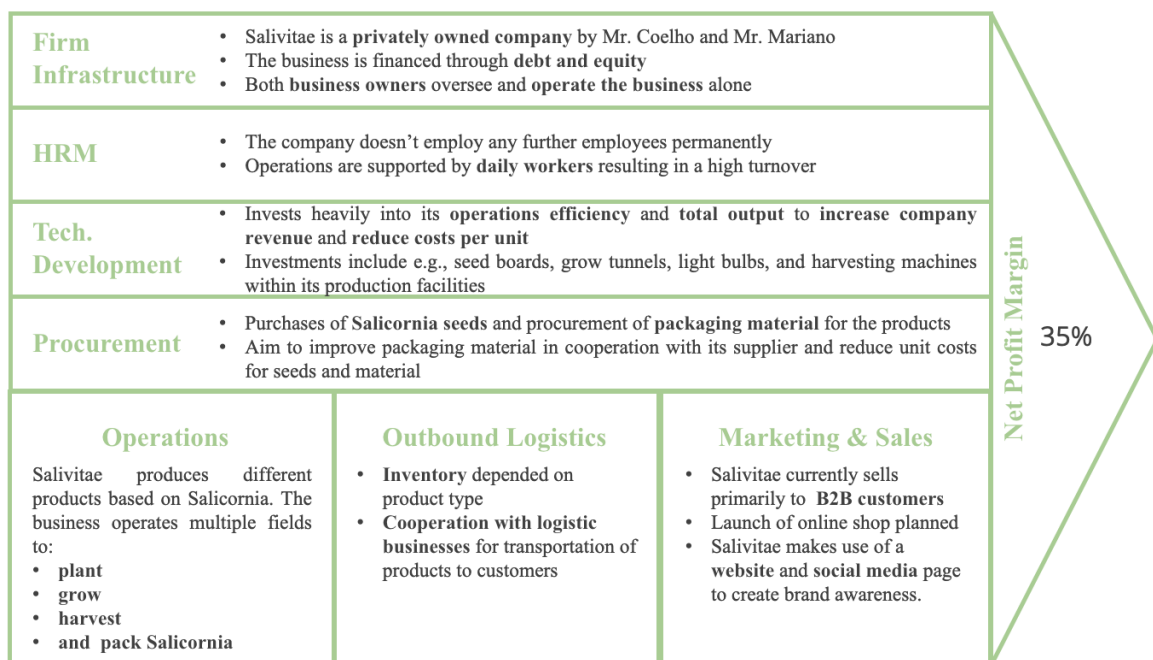 Firm
Infrastructure
• Salivitae is a privately owned company by Mr. Coelho and Mr. Mariano
• The business is financed through debt and equity
• Both business owners oversee and operate the business alone
HRM
• The company doesn't employ any further employees permanently
• Operations are supported by daily workers resulting in a high turnover
Tech.
Development
• Invests heavily into its operations efficiency and total output to increase company
revenue and reduce costs per unit
• Investments include e.g., seed boards, grow tunnels, light bulbs, and harvesting machines
within its production facilities
Procurement
• Purchases of Salicornia seeds and procurement of packaging material for the products
• Aim to improve packaging material in cooperation with its supplier and reduce unit costs
for seeds and material
Operations
Salivitae produces different
products based on Salicornia. The
business operates multiple fields
to:
• plant
• grow
• harvest
• and pack Salicornia
Outbound Logistics
• Inventory depended on
product type
• Cooperation with logistic
businesses for transportation of
products to customers
Marketing & Sales
• Salivitae currently sells
primarily to B2B customers
• Launch of online shop planned
• Salivitae makes use of a
website and social media page
to create brand awareness.
Net Profit Margin
35%